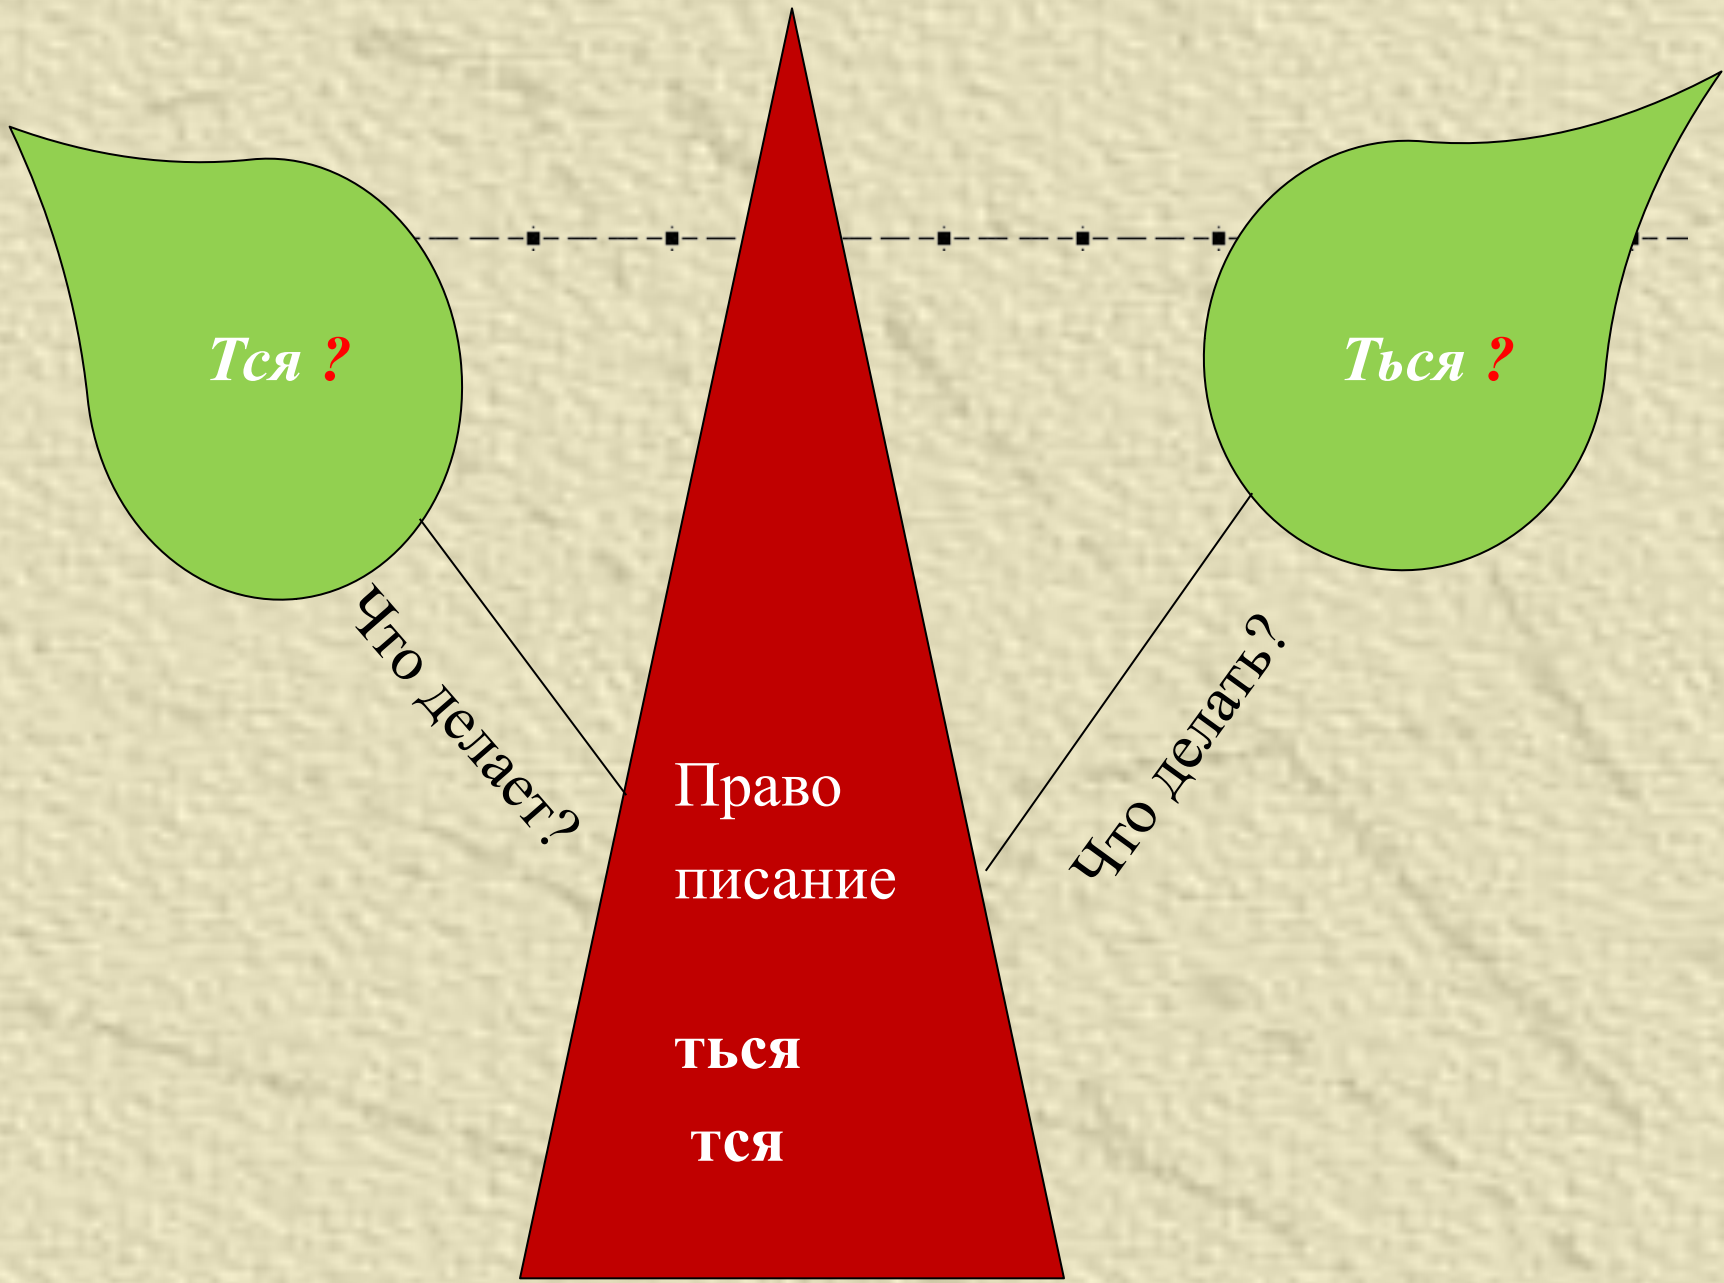 Тся ?
Ться ?
Что делает?
Что делать?
Право
писание
ться
тся